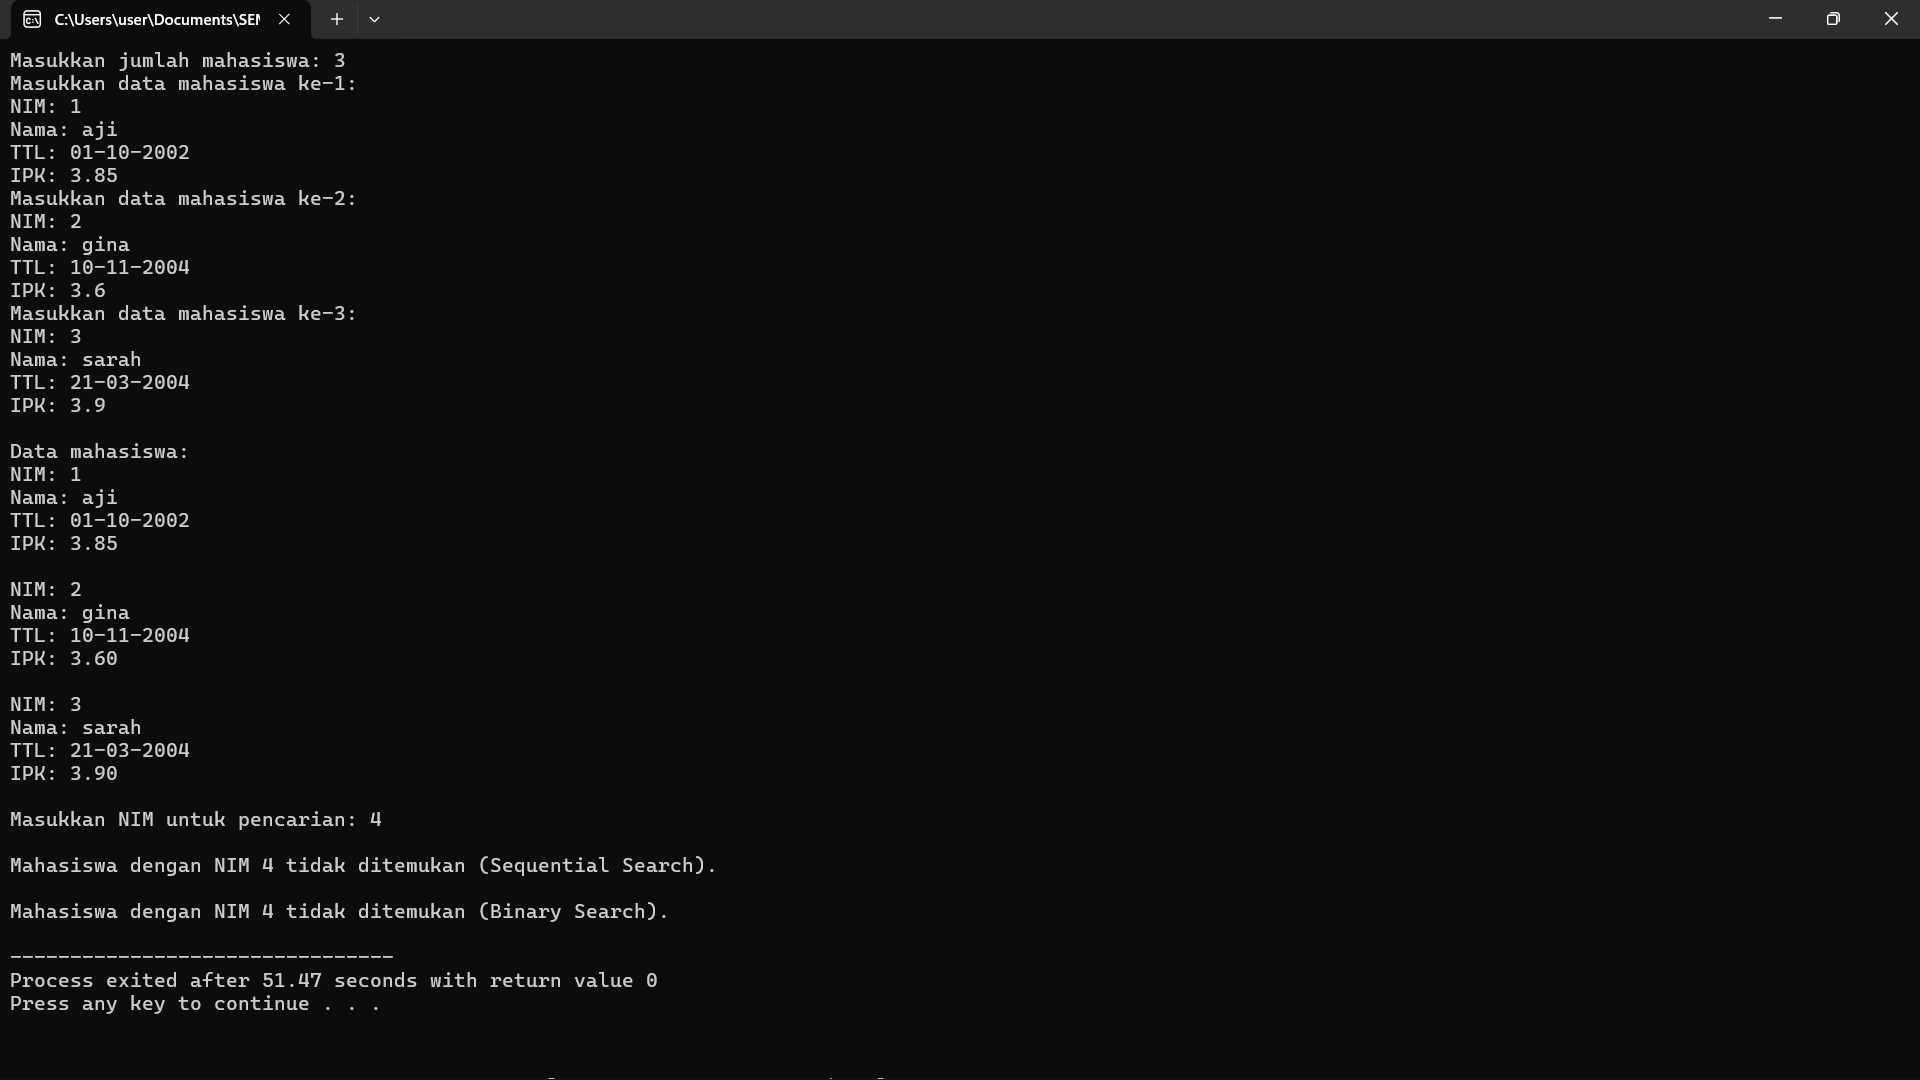 C:\Users\user\Documents\SEM
Masukkan jumlah mahasiswa: 3
Masukkan data mahasiswa ke-1:
NIM: 1
Nama: aji
TTL: 01-10-2002
IPK: 3.85
Masukkan data mahasiswa ke-2:
NIM: 2
Nama: gina
TTL: 10-11-2004
IPK: 3.6
Masukkan data mahasiswa ke-3:
NIM: 3
Nama: sarah
TTL: 21-03-2004
IPK: 3.9
Data mahasiswa:
NIM: 1
Nama: aji
TTL: 01-10-2002
IPK: 3.85
NIM: 2
Nama: gina
TTL: 10-11-2004
IPK: 3.60
NIM: 3
Nama: sarah
TTL: 21-03-2004
IPK: 3.90
Masukkan NIM untuk pencarian: 4
Mahasiswa dengan NIM 4 tidak ditemukan (Sequential Search).
Mahasiswa dengan NIM 4 tidak ditemukan (Binary Search).
--------------------------------
Process exited after 51.47 seconds with return value 0
Press any key to continue . . .